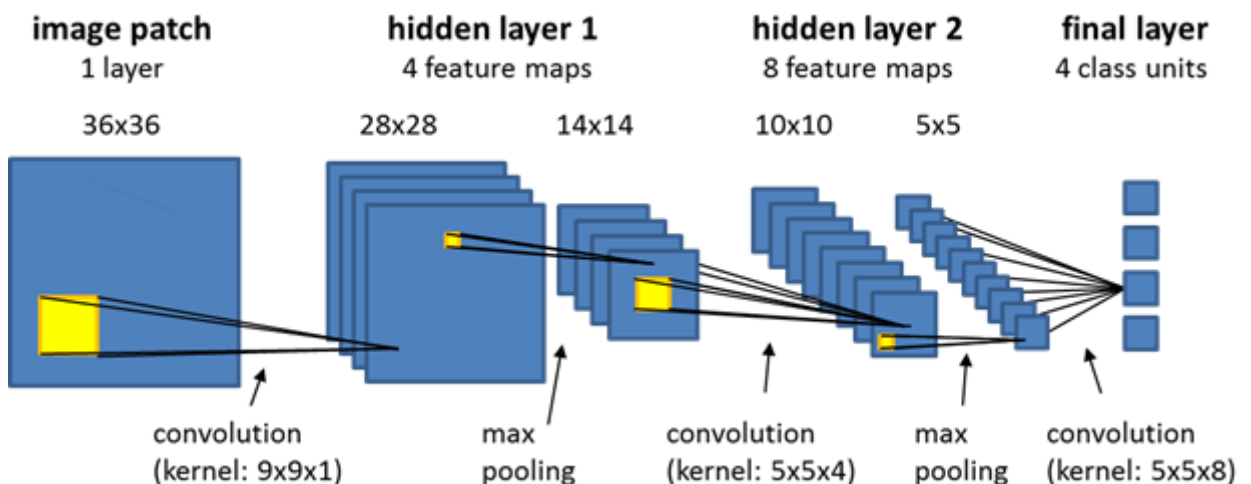 image patch
1 layer
hidden layer 1
4 feature maps
hidden layer 2
8 feature maps
final layer
4 class units
36x36
28x28
14x14
10x10
5x5
convolution
(kernel: 9x9x1)
max
pooling
convolution
(kernel: 5x5x4)
max
pooling
convolution
(kernel: 5x5x8)